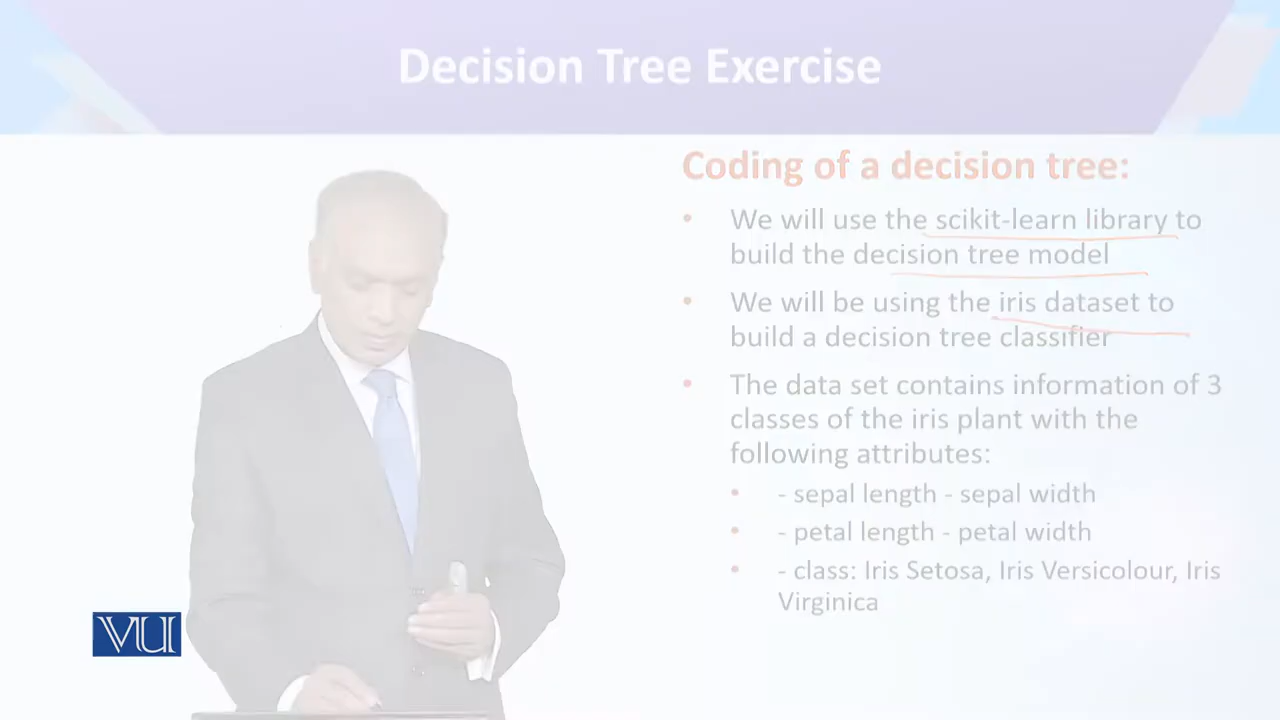 Decision Tree Exercise
Coding of a decision tree:
• We will use the scikit-learn library to
build the decision tree model
• We will be using the iris dataset to
build a decision tree classifier
• The data set contains information of 3
classes of the iris plant with the
following attributes:
• - sepal length - sepal width
• - petal length - petal width
• - class: Iris Setosa, Iris Versicolour, Iris
Virginica
VU